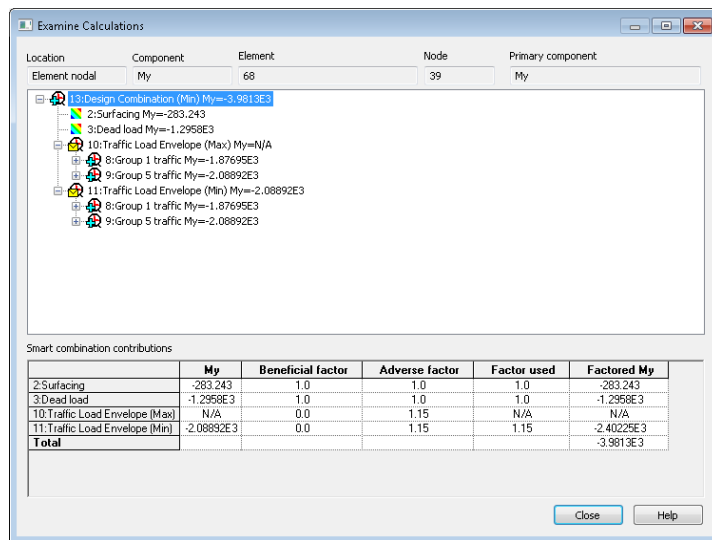 Examine Calculations
Location Component Element Node Primary component
Element nodal My 68 39 My
13:Design Combination (Min) My=-3.9813E3
2:Surfacing My=-283.243
3:Dead load My=-1.2958E3
10:Traffic Load Envelope (Max) My=N/A
8:Group 1 traffic My=-1.87695E3
9:Group 5 traffic My=-2.08892E3
11:Traffic Load Envelope (Min) My=-2.08892E3
8:Group 1 traffic My=-1.87695E3
9:Group 5 traffic My=-2.08892E3
Smart combination contributions
My Beneficial factor Adverse factor Factor used Factored My
2:Surfacing -283.243 1.0 1.0 1.0 -283.243
3:Dead load -1.2958E3 1.0 1.0 1.0 -1.2958E3
10:Traffic Load Envelope (Max) N/A 0.0 1.15 N/A N/A
11:Traffic Load Envelope (Min) -2.08892E3 0.0 1.15 1.15 -2.40225E3
Total -3.9813E3
Close Help